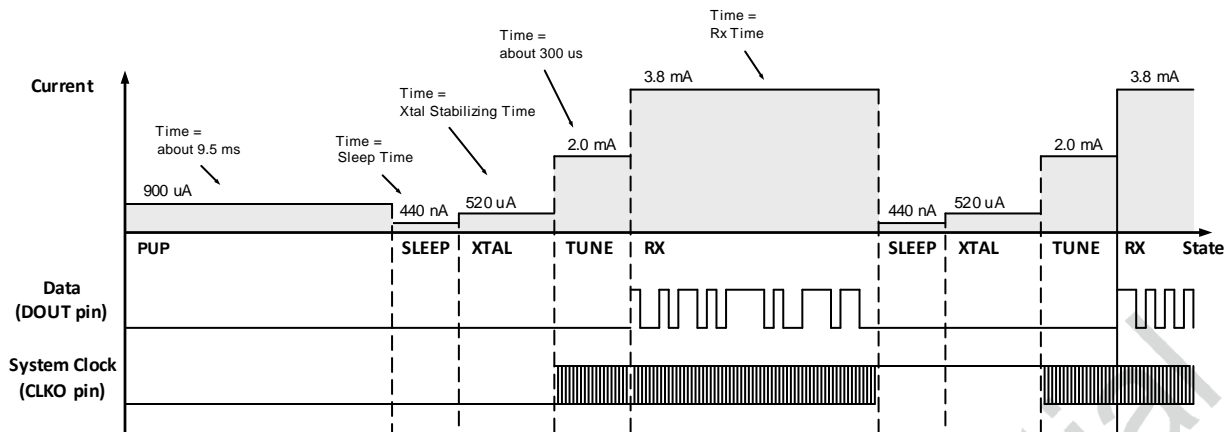 Time =
Rx Time
Time =
about 300 us
3.8 mA
3.8 mA
Current
Time =
Xtal Stabilizing Time
Time =
about 9.5 ms
Time =
Sleep Time
2.0 mA
2.0 mA
900 uA
440 nA
520 uA
440 nA
520 uA
PUP
SLEEP
XTAL
TUNE
RX
SLEEP
XTAL
TUNE
RX
State
Data
(DOUT pin)
System Clock
(CLKO pin)